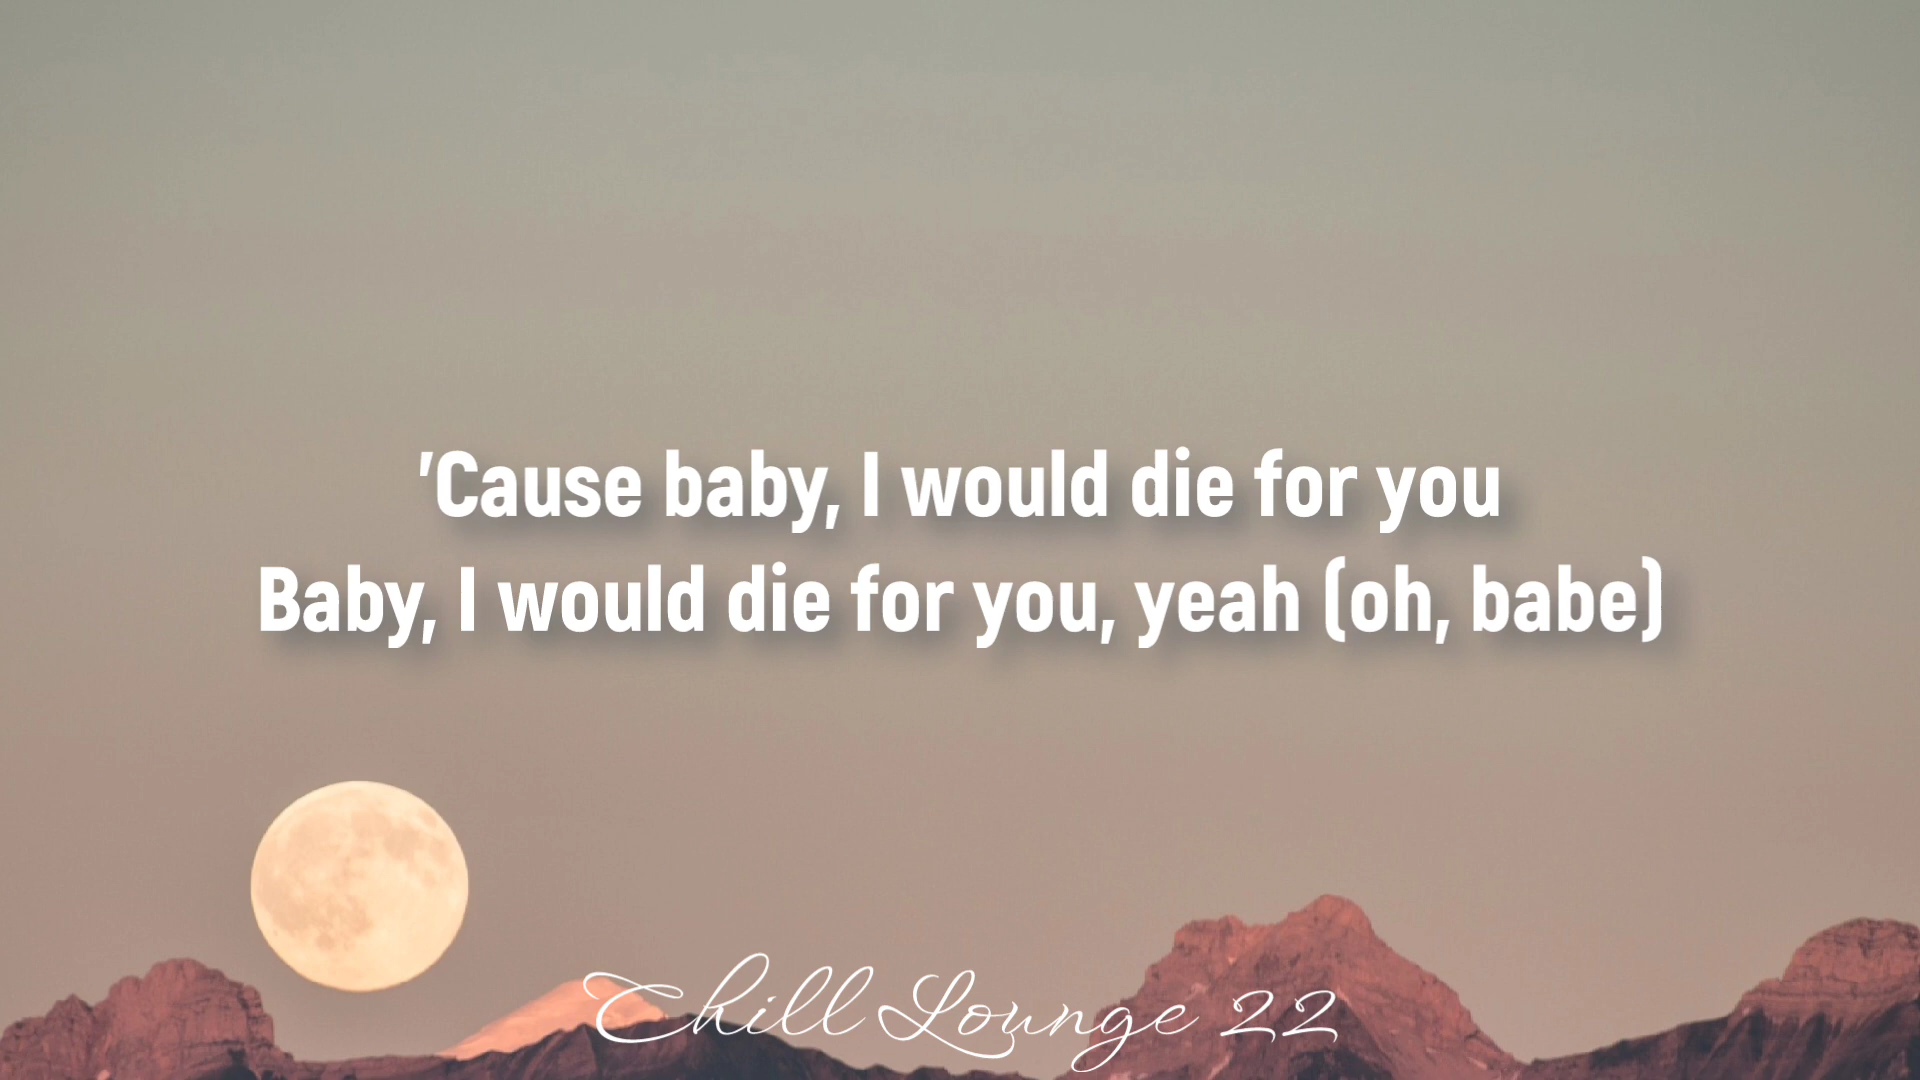 'Cause baby, I would die for you
Baby, I would die for you, yeah (oh, babe)
Chill Lounge 22